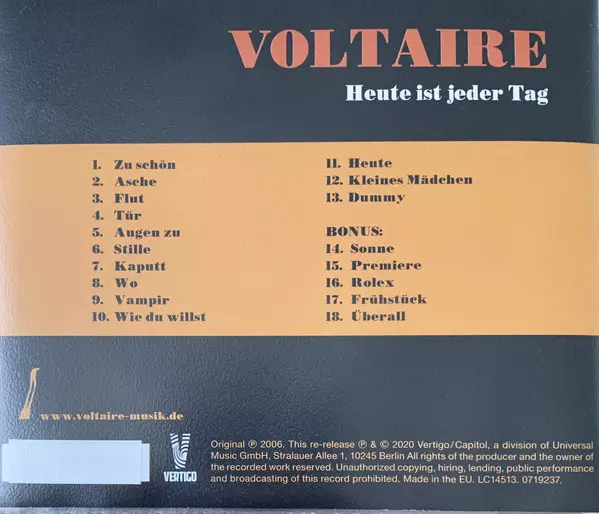 VOLTAIRE
Heute ist jeder Tag
1. Zu schön
2. Asche
3. Flut
4. Tür
5. Augen zu
6. Stille
7. Kaputt
8. Wo
9. Vampir
10. Wie du willst
11. Heute
12. Kleines Mädchen
13. Dummy
BONUS:
14. Sonne
15. Premiere
16. Rolex
17. Frühstück
18. Überall
www.voltaire-musik.de
VERTIGO
Original ℗ 2006. This re-release ℗ & © 2020 Vertigo/Capitol, a division of Universal
Music GmbH, Stralauer Allee 1, 10245 Berlin All rights of the producer and the owner of
the recorded work reserved. Unauthorized copying, hiring, lending, public performance
and broadcasting of this record prohibited. Made in the EU. LC14513. 0719237.